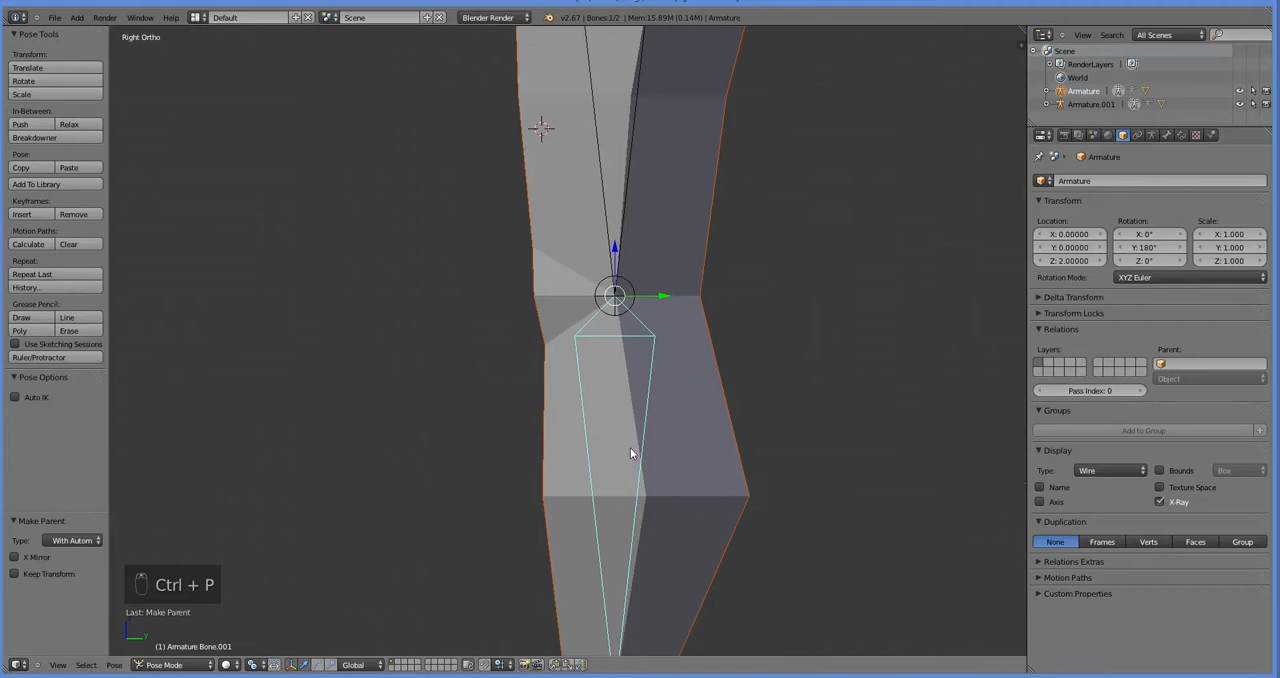 File Add Render Window Help Default Scene Blender Render v2.67 | Bones:1/2 | Mem:15.89M (0.14M) | Armature
Pose Tools
Transform:
Translate
Rotate
Scale
In-Between:
Push Relax
Breakdowner
Pose:
Copy Paste
Add To Library
Keyframes:
Insert Remove
Motion Paths:
Calculate Clear
Repeat:
Repeat Last
History...
Grease Pencil:
Draw Line
Poly Erase
Use Sketching Sessions
Ruler/Protractor
Pose Options
Auto IK
Make Parent
Type: With Autom
X Mirror
Keep Transform
Right Ortho
Ctrl + P
Last: Make Parent
z
y
(1) Armature Bone.001
View Select Pose Pose Mode Global
View Search All Scenes
Scene
RenderLayers
World
Armature
Armature.001
Armature
Armature
Transform
Location: Rotation: Scale:
X: 0.00000 X: 0° X: 1.000
Y: 0.00000 Y: 180° Y: 1.000
Z: 2.00000 Z: 0° Z: 1.000
Rotation Mode: XYZ Euler
Delta Transform
Transform Locks
Relations
Layers: Parent:
Object
Pass Index: 0
Groups
Add to Group
Display
Type: Wire Bounds Box
Name Texture Space
Axis X-Ray
Duplication
None Frames Verts Faces Group
Relations Extras
Motion Paths
Custom Properties